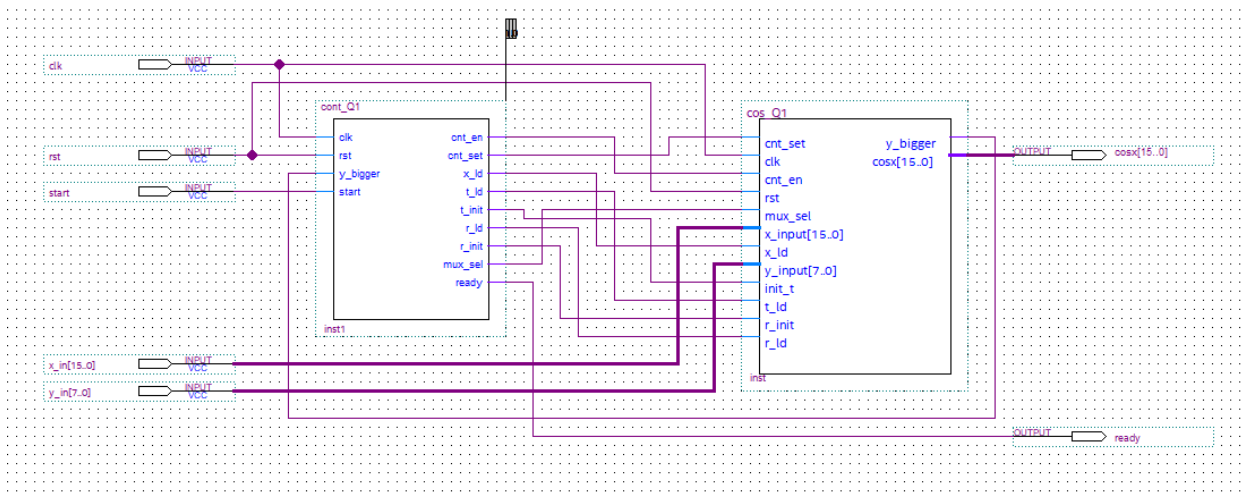 clk INPUT VCC
rst INPUT VCC
start INPUT VCC
x_in[15..0] INPUT VCC
y_in[7..0] INPUT VCC
cont_Q1
clk
rst
y_bigger
start
cnt_en
cnt_set
x_ld
t_ld
t_init
r_ld
r_init
mux_sel
ready
inst1
cos_Q1
cnt_set
clk
cnt_en
rst
mux_sel
x_input[15..0]
x_ld
y_input[7..0]
init_t
t_ld
r_init
r_ld
y_bigger
cosx[15..0]
inst
OUTPUT cosx[15..0]
OUTPUT ready